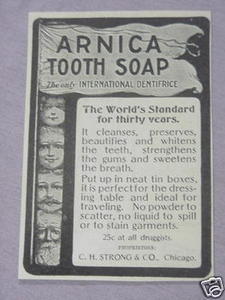 ARNICA
TOOTH SOAP
The only INTERNATIONAL DENTIFRICE
The World's Standard
for thirty years.
It cleanses, preserves,
beautifies and whitens
the teeth, strengthens
the gums and sweetens
the breath.
Put up in neat tin boxes,
it is perfect for the dress-
ing table and ideal for
traveling. No powder to
scatter, no liquid to spill
or to stain garments.
25c at all druggists.
PROPRIETORS:
C. H. STRONG & CO., Chicago.